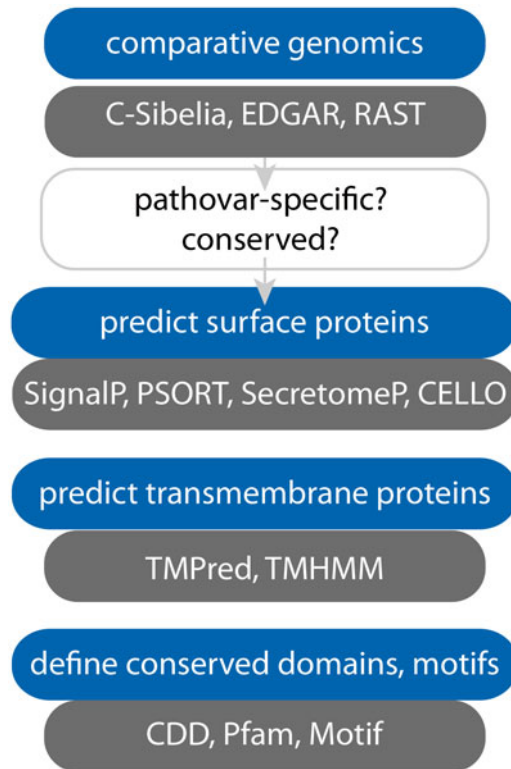 comparative genomics
C-Sibelia, EDGAR, RAST
pathovar-specific?
conserved?
predict surface proteins
SignalP, PSORT, SecretomeP, CELLO
predict transmembrane proteins
TMPred, TMHMM
define conserved domains, motifs
CDD, Pfam, Motif